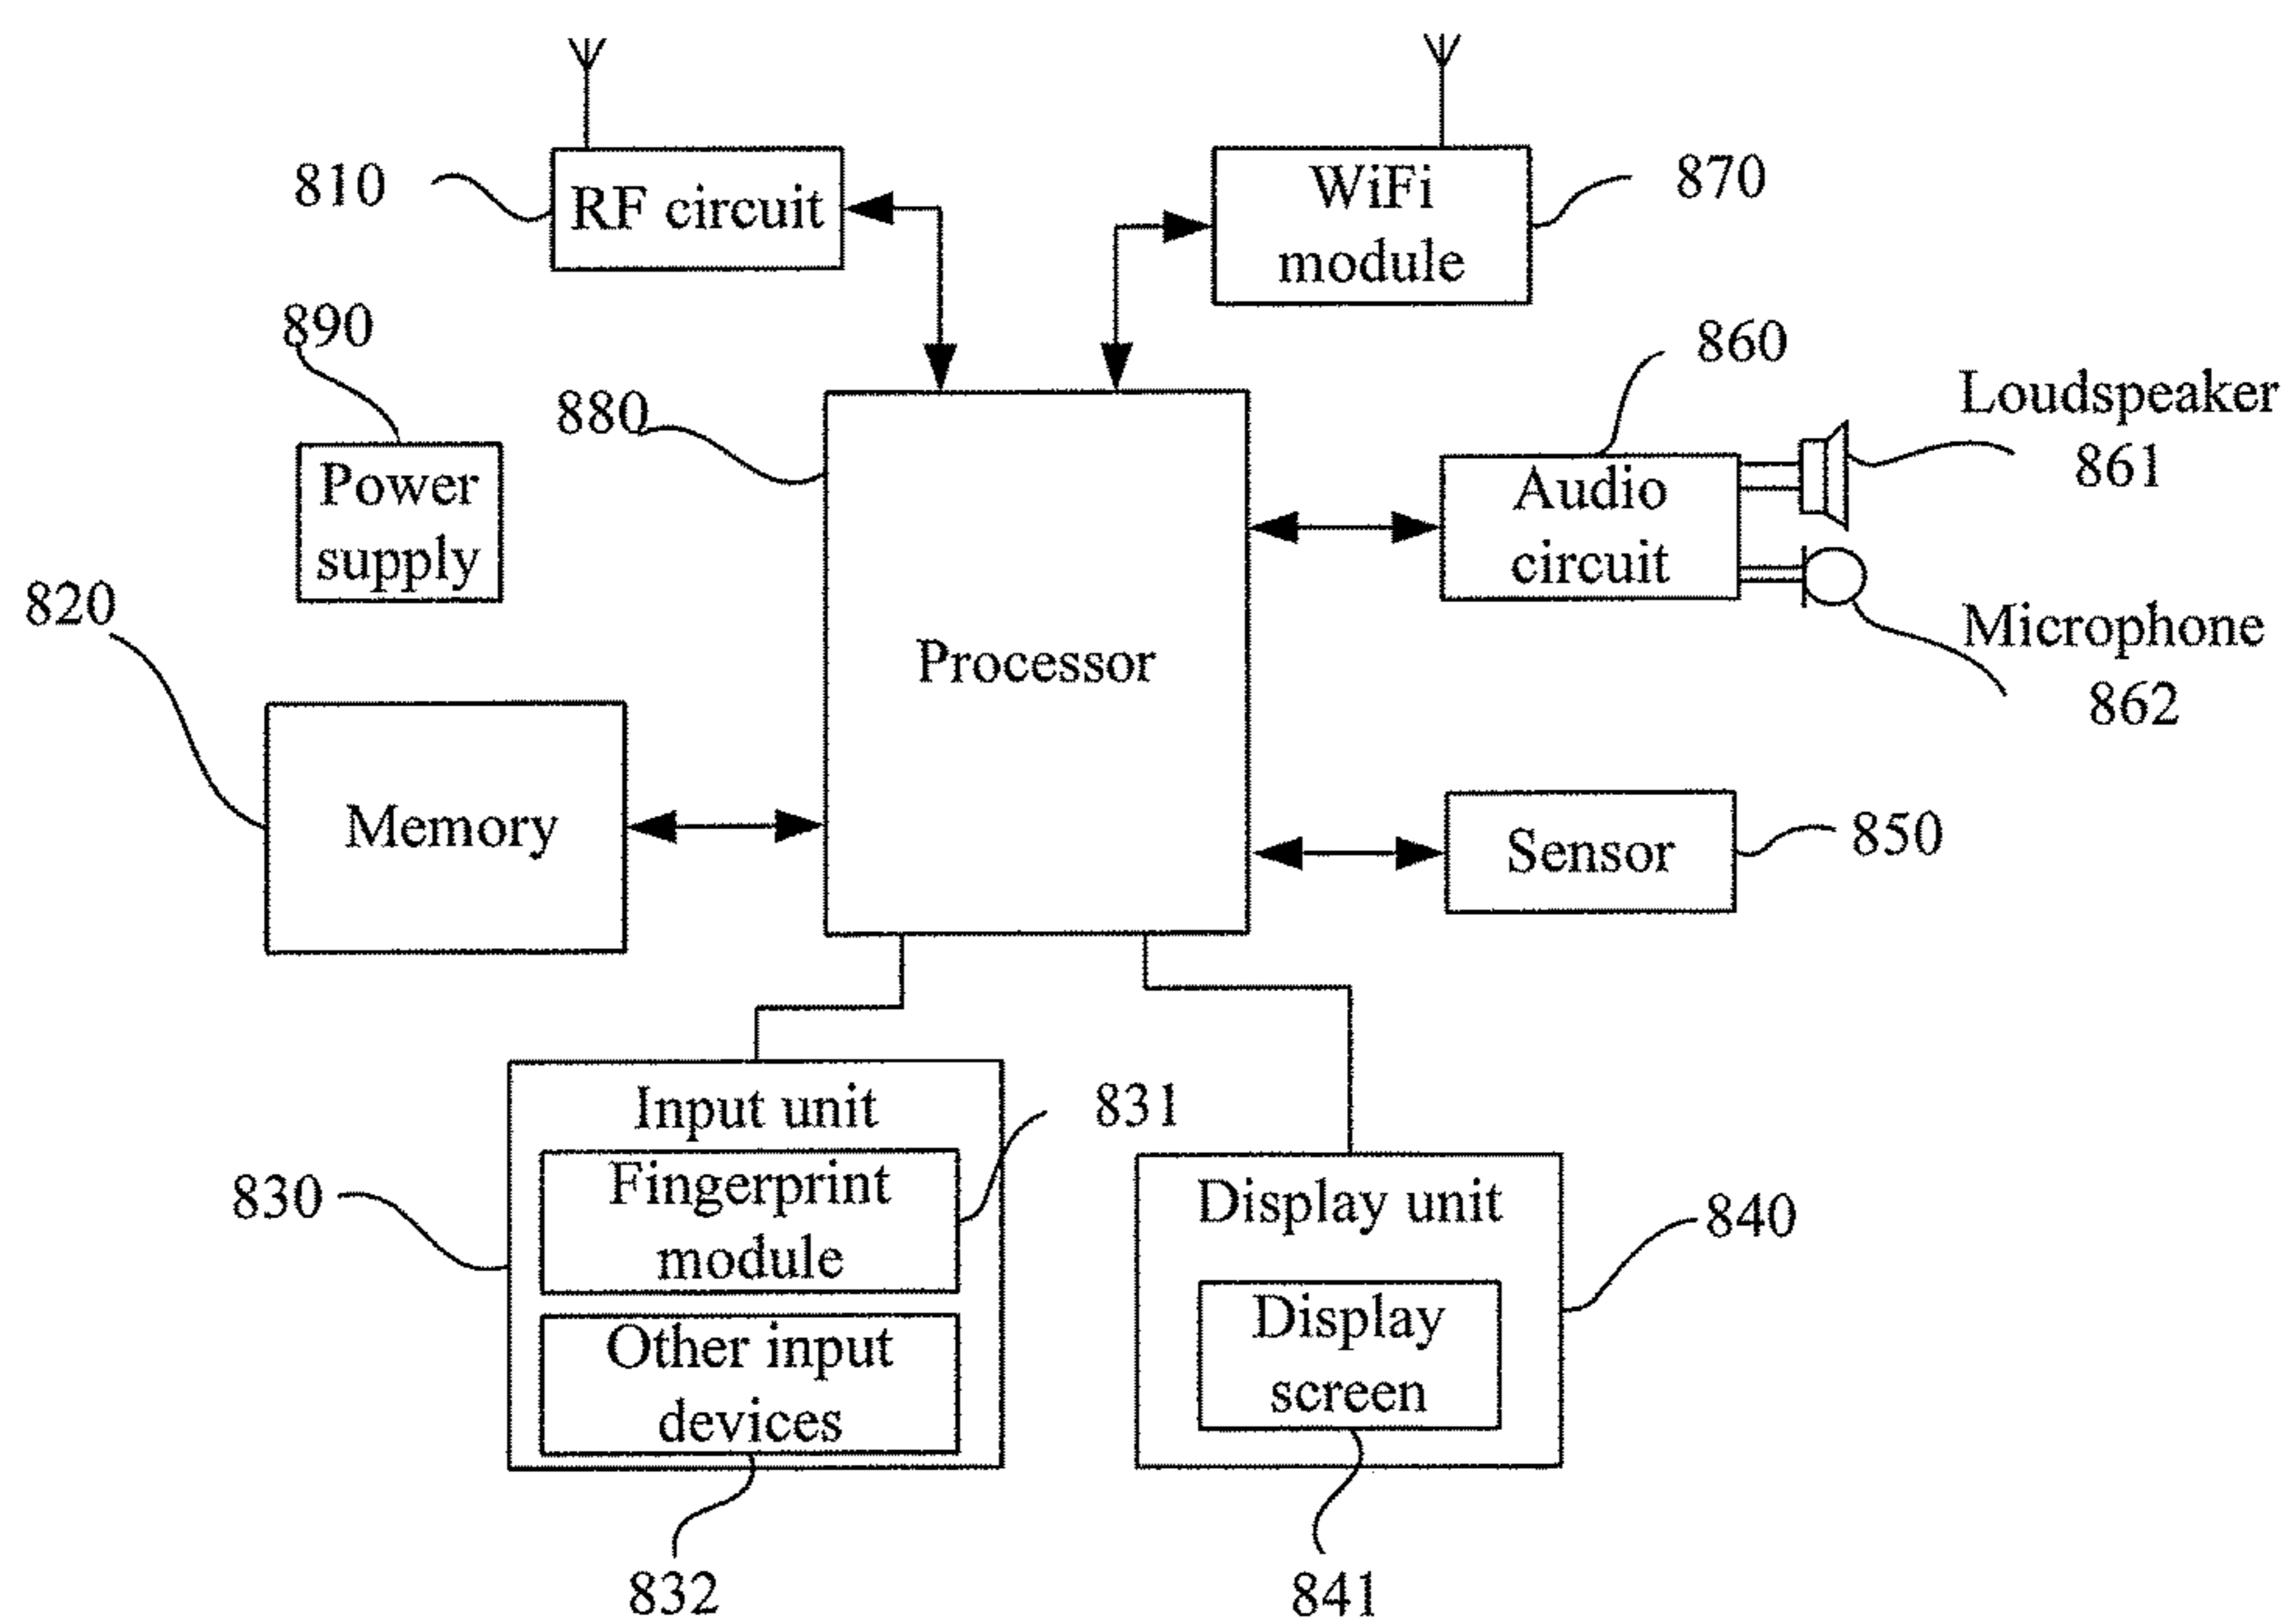 810
RF circuit
WiFi
module
870
890
Power
supply
880
Processor
860
Audio
circuit
Loudspeaker
861
Microphone
862
820
Memory
Sensor
850
Input unit
Fingerprint
module
831
830
Other input
devices
832
Display unit
840
Display
screen
841